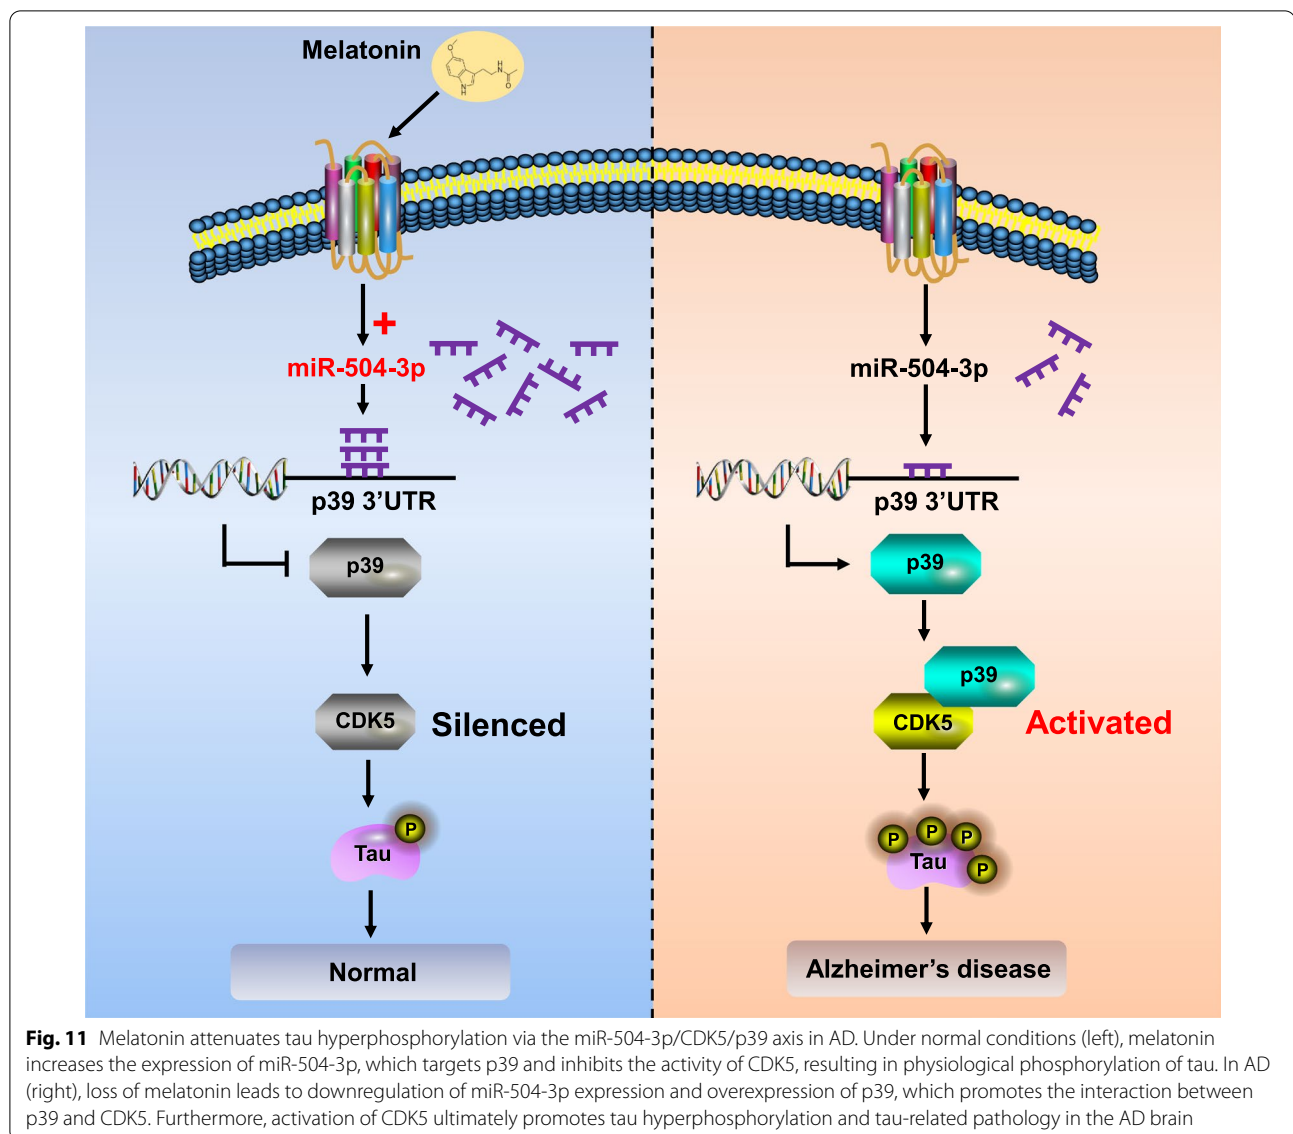 Melatonin
O
N
H
H
N
O
+
miR-504-3p
miR-504-3p
p39 3’UTR
p39 3’UTR
p39
p39
p39
CDK5
Silenced
CDK5
Activated
P
Tau
P
P
P
P
Tau
Normal
Alzheimer’s disease
Fig. 11 Melatonin attenuates tau hyperphosphorylation via the miR-504-3p/CDK5/p39 axis in AD. Under normal conditions (left), melatonin
increases the expression of miR-504-3p, which targets p39 and inhibits the activity of CDK5, resulting in physiological phosphorylation of tau. In AD
(right), loss of melatonin leads to downregulation of miR-504-3p expression and overexpression of p39, which promotes the interaction between
p39 and CDK5. Furthermore, activation of CDK5 ultimately promotes tau hyperphosphorylation and tau-related pathology in the AD brain